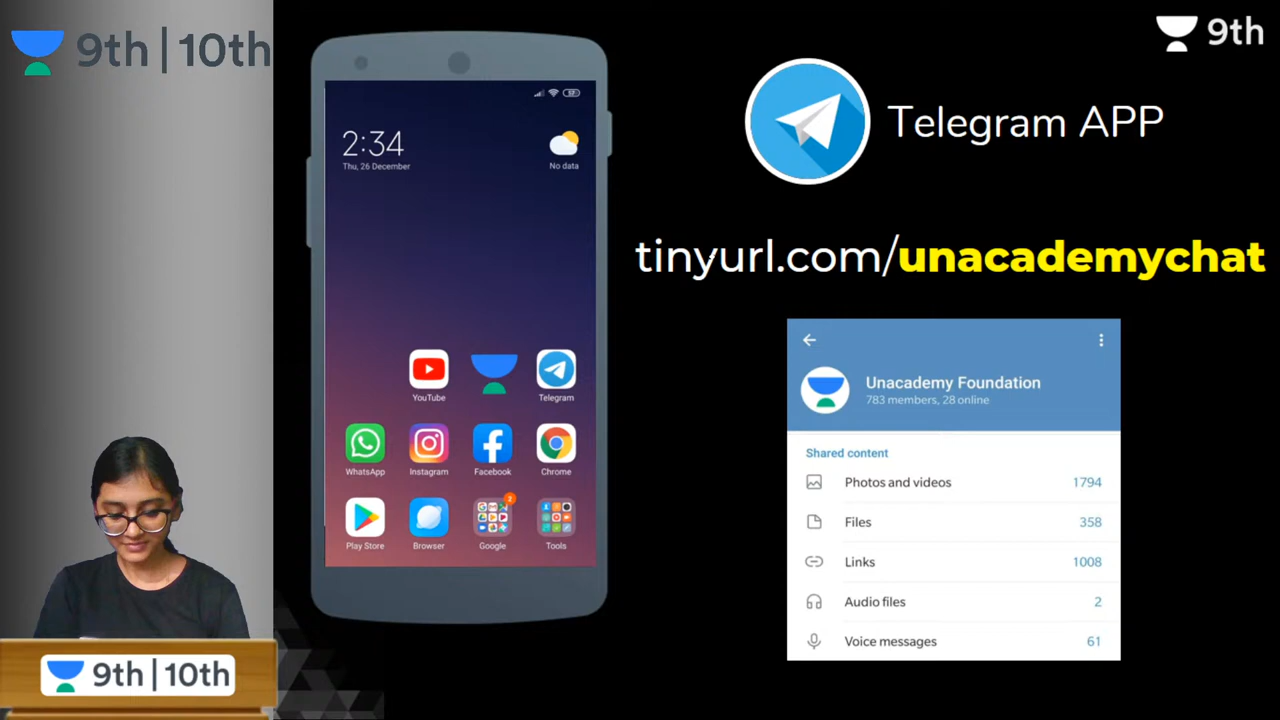 9th | 10th
9th
Telegram APP
tinyurl.com/unacademychat
2:34
Thu, 26 December
No data
YouTube
Telegram
WhatsApp
Instagram
Facebook
Chrome
2
Play Store
Browser
Google
Tools
Unacademy Foundation
783 members, 28 online
Shared content
Photos and videos 1794
Files 358
Links 1008
Audio files 2
Voice messages 61
9th | 10th